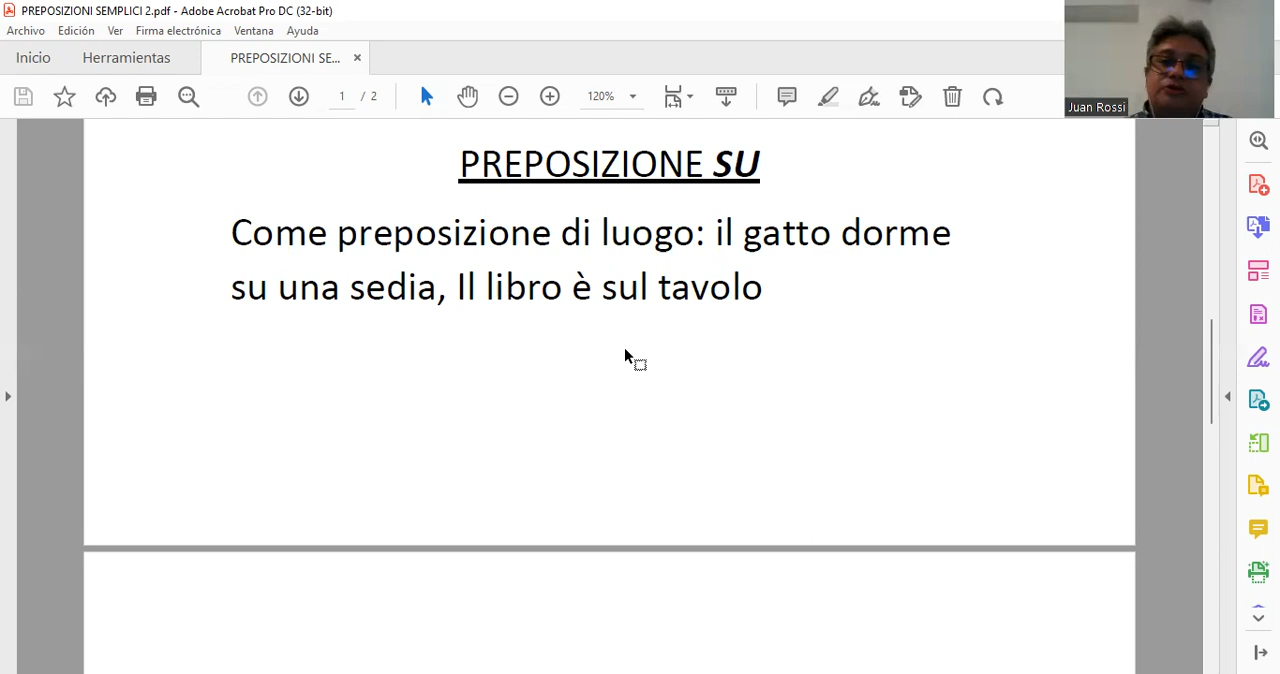 PREPOSIZIONI SEMPLICI 2.pdf - Adobe Acrobat Pro DC (32-bit)
Archivo Edición Ver Firma electrónica Ventana Ayuda
Inicio Herramientas PREPOSIZIONI SE... ×
1 / 2 120%
Juan Rossi
PREPOSIZIONE SU
Come preposizione di luogo: il gatto dorme
su una sedia, Il libro è sul tavolo